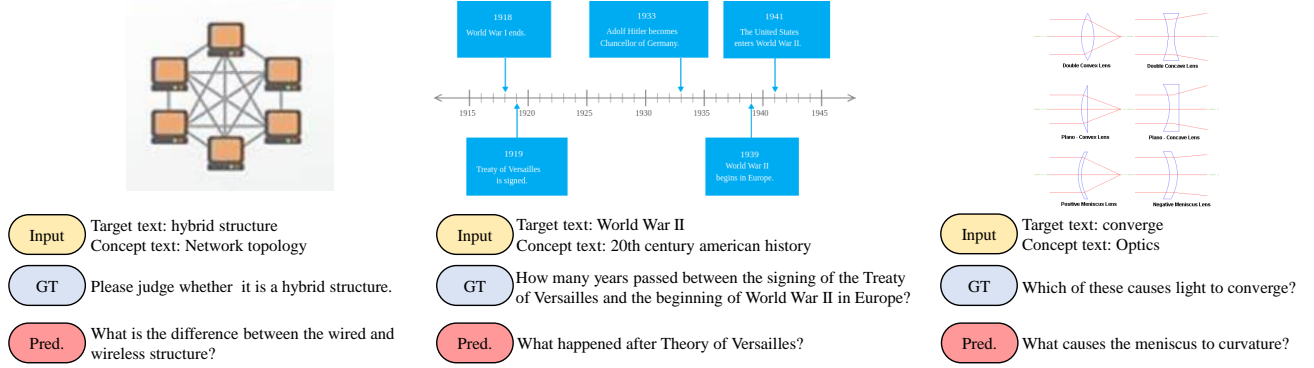 1918
World War I ends.
1933
Adolf Hitler becomes
Chancellor of Germany.
1941
The United States
enters World War II.
1915
1920
1925
1930
1935
1940
1945
1919
Treaty of Versailles
is signed.
1939
World War II
begins in Europe.
Double Convex Lens
Double Concave Lens
Plano - Convex Lens
Plano - Concave Lens
Positive Meniscus Lens
Negative Meniscus Lens
Input
Target text: hybrid structure
Concept text: Network topology
GT
Please judge whether it is a hybrid structure.
Pred.
What is the difference between the wired and
wireless structure?
Input
Target text: World War II
Concept text: 20th century american history
GT
How many years passed between the signing of the Treaty
of Versailles and the beginning of World War II in Europe?
Pred.
What happened after Theory of Versailles?
Input
Target text: converge
Concept text: Optics
GT
Which of these causes light to converge?
Pred.
What causes the meniscus to curvature?